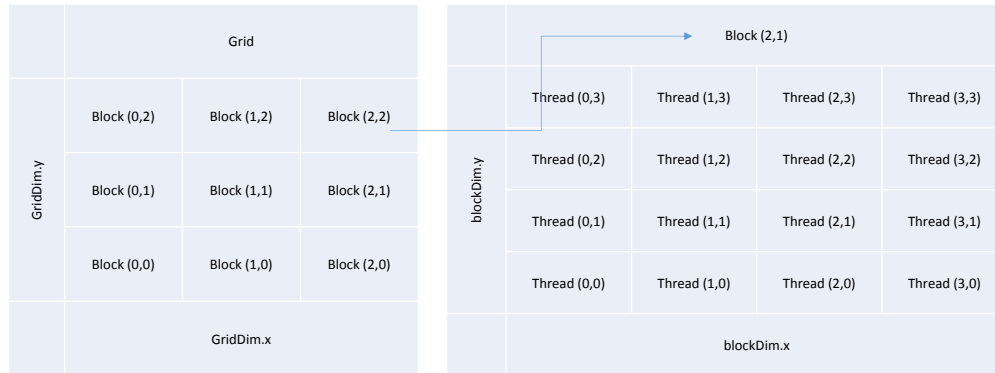 Grid
GridDim.y
Block (0,2) Block (1,2) Block (2,2)
Block (0,1) Block (1,1) Block (2,1)
Block (0,0) Block (1,0) Block (2,0)
GridDim.x
Block (2,1)
blockDim.y
Thread (0,3) Thread (1,3) Thread (2,3) Thread (3,3)
Thread (0,2) Thread (1,2) Thread (2,2) Thread (3,2)
Thread (0,1) Thread (1,1) Thread (2,1) Thread (3,1)
Thread (0,0) Thread (1,0) Thread (2,0) Thread (3,0)
blockDim.x